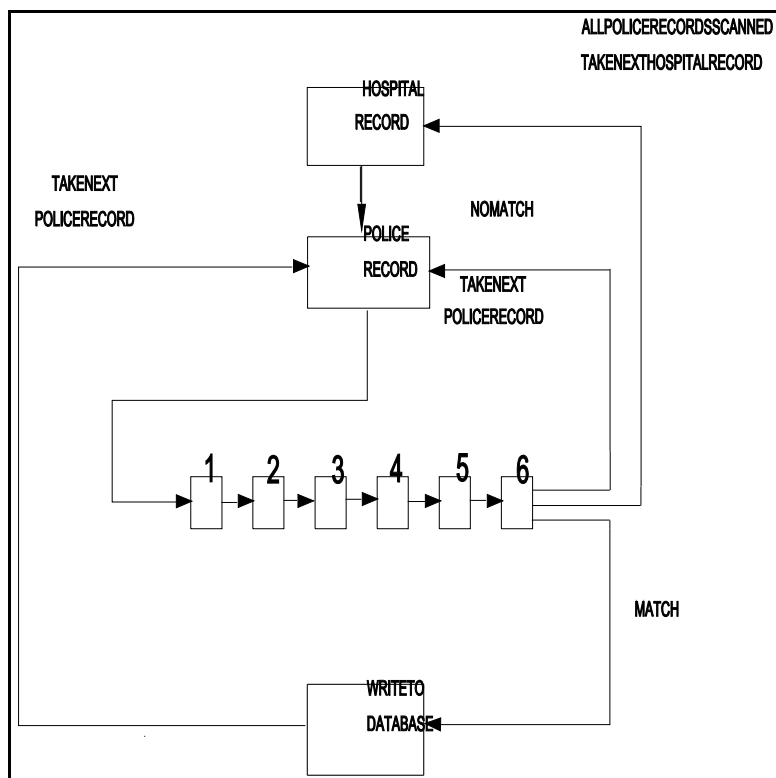 ALLPOLICERECORDSSCANNED
TAKENEXTHOSPITALRECORD
HOSPITAL
RECORD
TAKENEXT
POLICERECORD
NOMATCH
POLICE
RECORD
TAKENEXT
POLICERECORD
1 2 3 4 5 6
MATCH
WRITETO
DATABASE